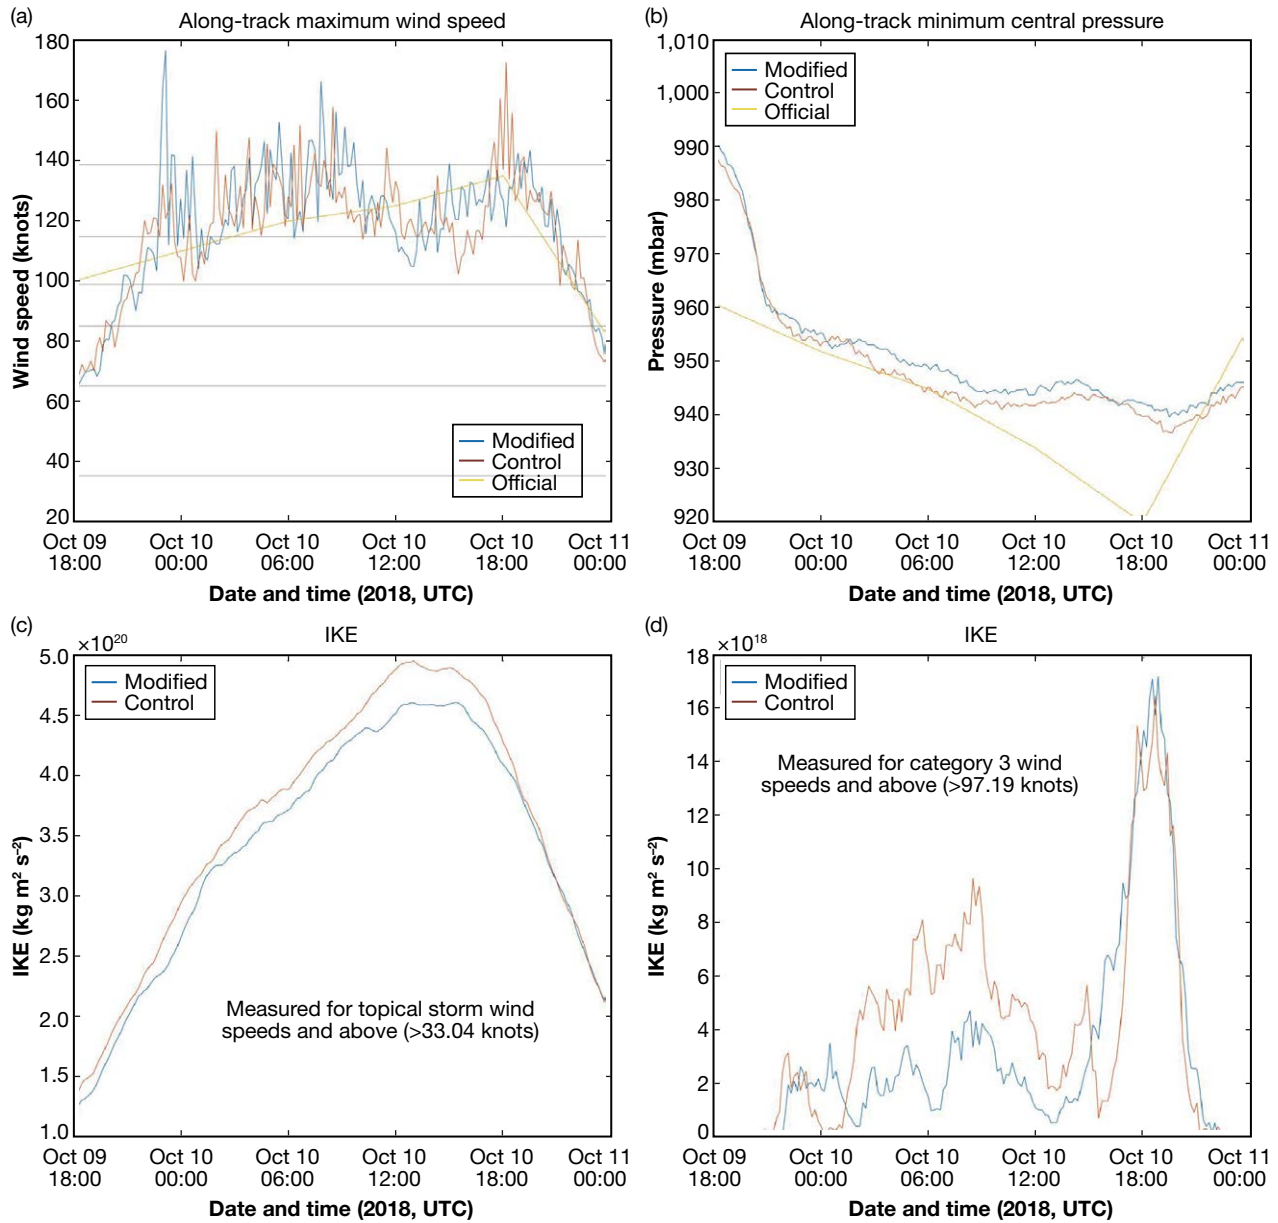 (a)
Along-track maximum wind speed
180
160
140
120
100
80
60
40
20
Wind speed (knots)
Modified
Control
Official
Oct 09 Oct 10 Oct 10 Oct 10 Oct 10 Oct 11
18:00 00:00 06:00 12:00 18:00 00:00
Date and time (2018, UTC)
(b)
Along-track minimum central pressure
1,010
1,000
990
980
970
960
950
940
930
920
Pressure (mbar)
Modified
Control
Official
Oct 09 Oct 10 Oct 10 Oct 10 Oct 10 Oct 11
18:00 00:00 06:00 12:00 18:00 00:00
Date and time (2018, UTC)
(c)
IKE
×10²⁰
5.0
4.5
4.0
3.5
3.0
2.5
2.0
1.5
1.0
IKE (kg m² s⁻²)
Modified
Control
Measured for topical storm wind
speeds and above (>33.04 knots)
Oct 09 Oct 10 Oct 10 Oct 10 Oct 10 Oct 11
18:00 00:00 06:00 12:00 18:00 00:00
Date and time (2018, UTC)
(d)
IKE
×10¹⁸
18
16
14
12
10
8
6
4
2
0
IKE (kg m² s⁻²)
Modified
Control
Measured for category 3 wind
speeds and above (>97.19 knots)
Oct 09 Oct 10 Oct 10 Oct 10 Oct 10 Oct 11
18:00 00:00 06:00 12:00 18:00 00:00
Date and time (2018, UTC)